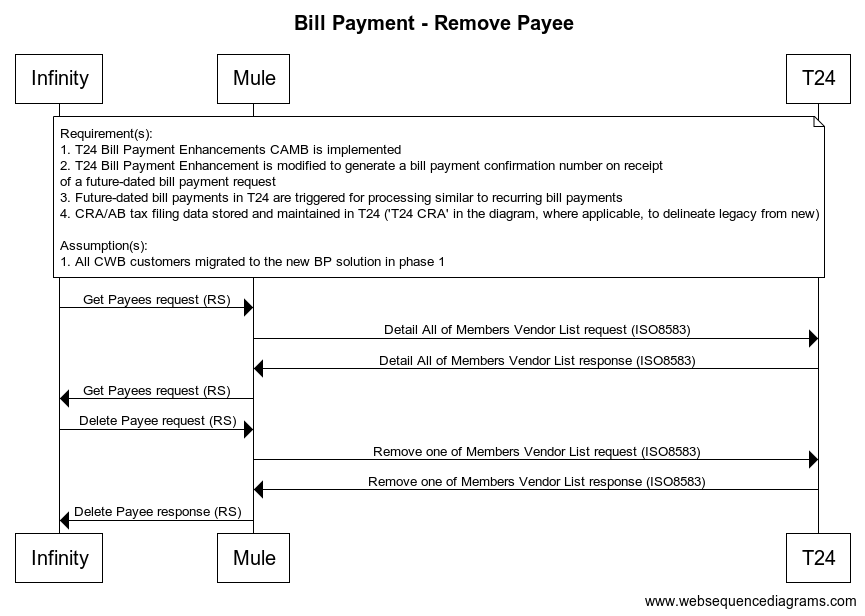 Bill Payment - Remove Payee
Infinity
Mule
T24
Requirement(s):
1. T24 Bill Payment Enhancements CAMB is implemented
2. T24 Bill Payment Enhancement is modified to generate a bill payment confirmation number on receipt
of a future-dated bill payment request
3. Future-dated bill payments in T24 are triggered for processing similar to recurring bill payments
4. CRA/AB tax filing data stored and maintained in T24 ('T24 CRA' in the diagram, where applicable, to delineate legacy from new)
Assumption(s):
1. All CWB customers migrated to the new BP solution in phase 1
Get Payees request (RS)
Detail All of Members Vendor List request (ISO8583)
Detail All of Members Vendor List response (ISO8583)
Get Payees request (RS)
Delete Payee request (RS)
Remove one of Members Vendor List request (ISO8583)
Remove one of Members Vendor List response (ISO8583)
Delete Payee response (RS)
Infinity
Mule
T24
www.websequencediagrams.com